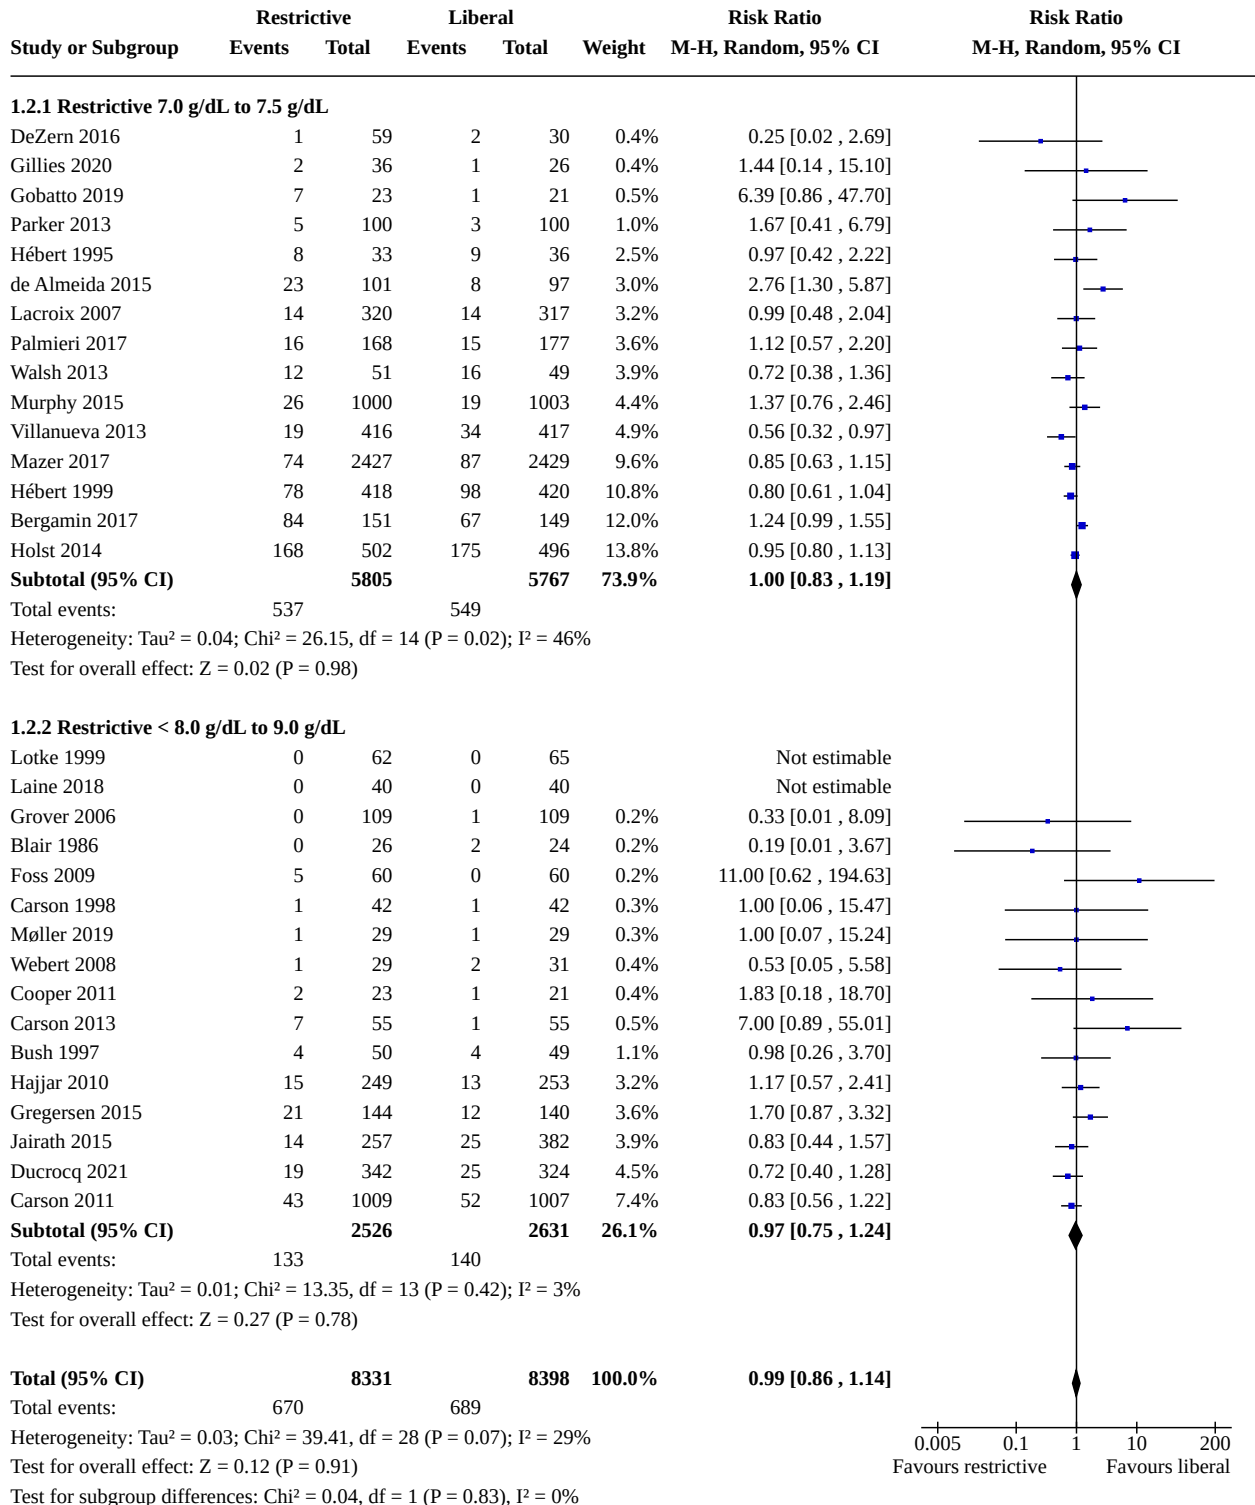 Restrictive Liberal Risk Ratio Risk Ratio
Study or Subgroup Events Total Events Total Weight M-H, Random, 95% CI M-H, Random, 95% CI
1.2.1 Restrictive 7.0 g/dL to 7.5 g/dL
DeZern 2016 1 59 2 30 0.4% 0.25 [0.02 , 2.69]
Gillies 2020 2 36 1 26 0.4% 1.44 [0.14 , 15.10]
Gobatto 2019 7 23 1 21 0.5% 6.39 [0.86 , 47.70]
Parker 2013 5 100 3 100 1.0% 1.67 [0.41 , 6.79]
Hébert 1995 8 33 9 36 2.5% 0.97 [0.42 , 2.22]
de Almeida 2015 23 101 8 97 3.0% 2.76 [1.30 , 5.87]
Lacroix 2007 14 320 14 317 3.2% 0.99 [0.48 , 2.04]
Palmieri 2017 16 168 15 177 3.6% 1.12 [0.57 , 2.20]
Walsh 2013 12 51 16 49 3.9% 0.72 [0.38 , 1.36]
Murphy 2015 26 1000 19 1003 4.4% 1.37 [0.76 , 2.46]
Villanueva 2013 19 416 34 417 4.9% 0.56 [0.32 , 0.97]
Mazer 2017 74 2427 87 2429 9.6% 0.85 [0.63 , 1.15]
Hébert 1999 78 418 98 420 10.8% 0.80 [0.61 , 1.04]
Bergamin 2017 84 151 67 149 12.0% 1.24 [0.99 , 1.55]
Holst 2014 168 502 175 496 13.8% 0.95 [0.80 , 1.13]
Subtotal (95% CI) 5805 5767 73.9% 1.00 [0.83 , 1.19]
Total events: 537 549
Heterogeneity: Tau² = 0.04; Chi² = 26.15, df = 14 (P = 0.02); I² = 46%
Test for overall effect: Z = 0.02 (P = 0.98)
1.2.2 Restrictive < 8.0 g/dL to 9.0 g/dL
Lotke 1999 0 62 0 65 Not estimable
Laine 2018 0 40 0 40 Not estimable
Grover 2006 0 109 1 109 0.2% 0.33 [0.01 , 8.09]
Blair 1986 0 26 2 24 0.2% 0.19 [0.01 , 3.67]
Foss 2009 5 60 0 60 0.2% 11.00 [0.62 , 194.63]
Carson 1998 1 42 1 42 0.3% 1.00 [0.06 , 15.47]
Møller 2019 1 29 1 29 0.3% 1.00 [0.07 , 15.24]
Webert 2008 1 29 2 31 0.4% 0.53 [0.05 , 5.58]
Cooper 2011 2 23 1 21 0.4% 1.83 [0.18 , 18.70]
Carson 2013 7 55 1 55 0.5% 7.00 [0.89 , 55.01]
Bush 1997 4 50 4 49 1.1% 0.98 [0.26 , 3.70]
Hajjar 2010 15 249 13 253 3.2% 1.17 [0.57 , 2.41]
Gregersen 2015 21 144 12 140 3.6% 1.70 [0.87 , 3.32]
Jairath 2015 14 257 25 382 3.9% 0.83 [0.44 , 1.57]
Ducrocq 2021 19 342 25 324 4.5% 0.72 [0.40 , 1.28]
Carson 2011 43 1009 52 1007 7.4% 0.83 [0.56 , 1.22]
Subtotal (95% CI) 2526 2631 26.1% 0.97 [0.75 , 1.24]
Total events: 133 140
Heterogeneity: Tau² = 0.01; Chi² = 13.35, df = 13 (P = 0.42); I² = 3%
Test for overall effect: Z = 0.27 (P = 0.78)
Total (95% CI) 8331 8398 100.0% 0.99 [0.86 , 1.14]
Total events: 670 689
Heterogeneity: Tau² = 0.03; Chi² = 39.41, df = 28 (P = 0.07); I² = 29%
0.005 0.1 1 10 200
Test for overall effect: Z = 0.12 (P = 0.91)
Favours restrictive Favours liberal
Test for subgroup differences: Chi² = 0.04, df = 1 (P = 0.83), I² = 0%